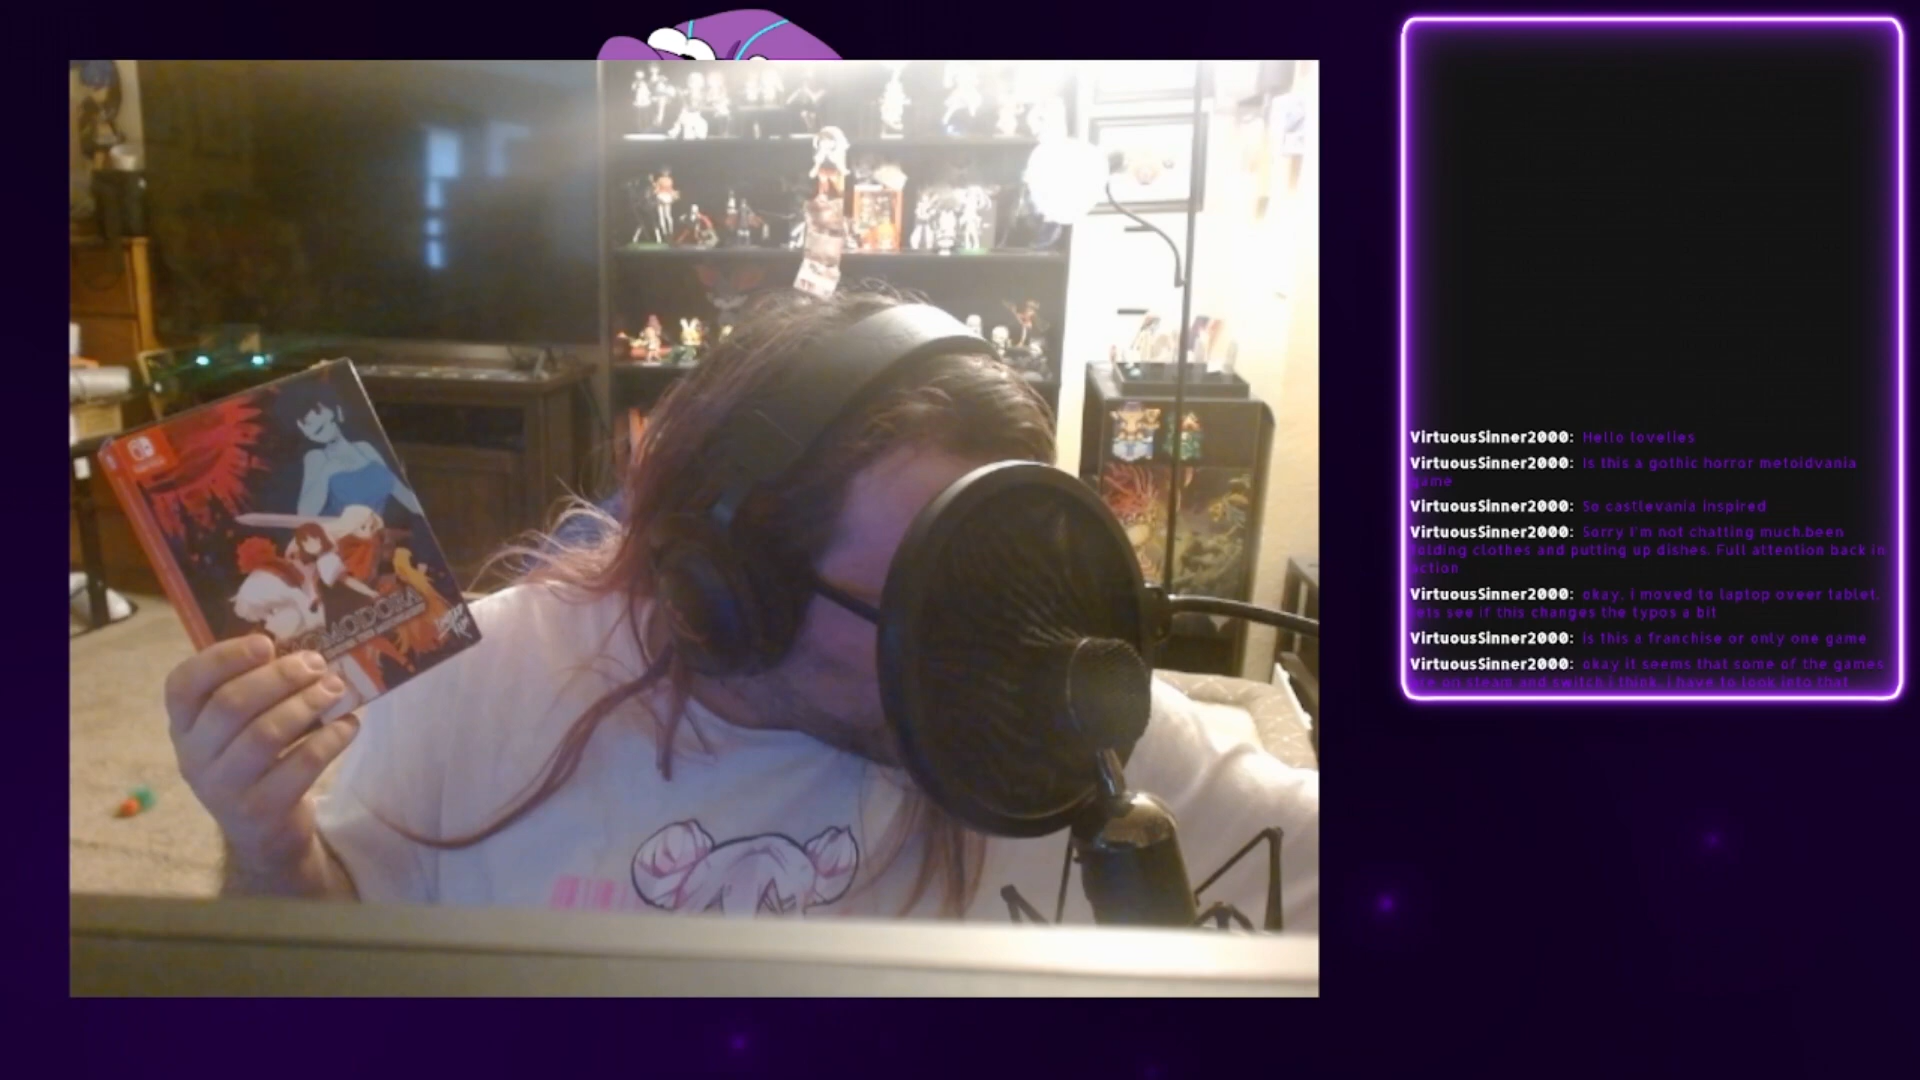 MOMODORA
VirtuousSinner2000: Hello lovelies
VirtuousSinner2000: Is this a gothic horror metoidvania
game
VirtuousSinner2000: So castlevania inspired
VirtuousSinner2000: Sorry I'm not chatting much.been
folding clothes and putting up dishes. Full attention back in
action
VirtuousSinner2000: okay, i moved to laptop oveer tablet.
lets see if this changes the typos a bit
VirtuousSinner2000: is this a franchise or only one game
VirtuousSinner2000: okay it seems that some of the games
are on steam and switch i think. i have to look into that